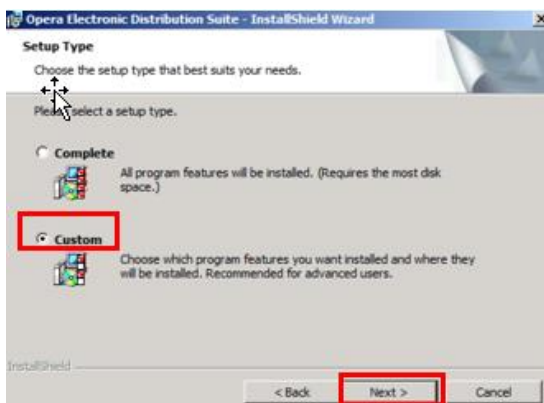 Opera Electronic Distribution Suite - InstallShield Wizard
Setup Type
Choose the setup type that best suits your needs.
Please select a setup type.
Complete
All program features will be installed. (Requires the most disk
space.)
Custom
Choose which program features you want installed and where they
will be installed. Recommended for advanced users.
InstallShield
< Back Next > Cancel